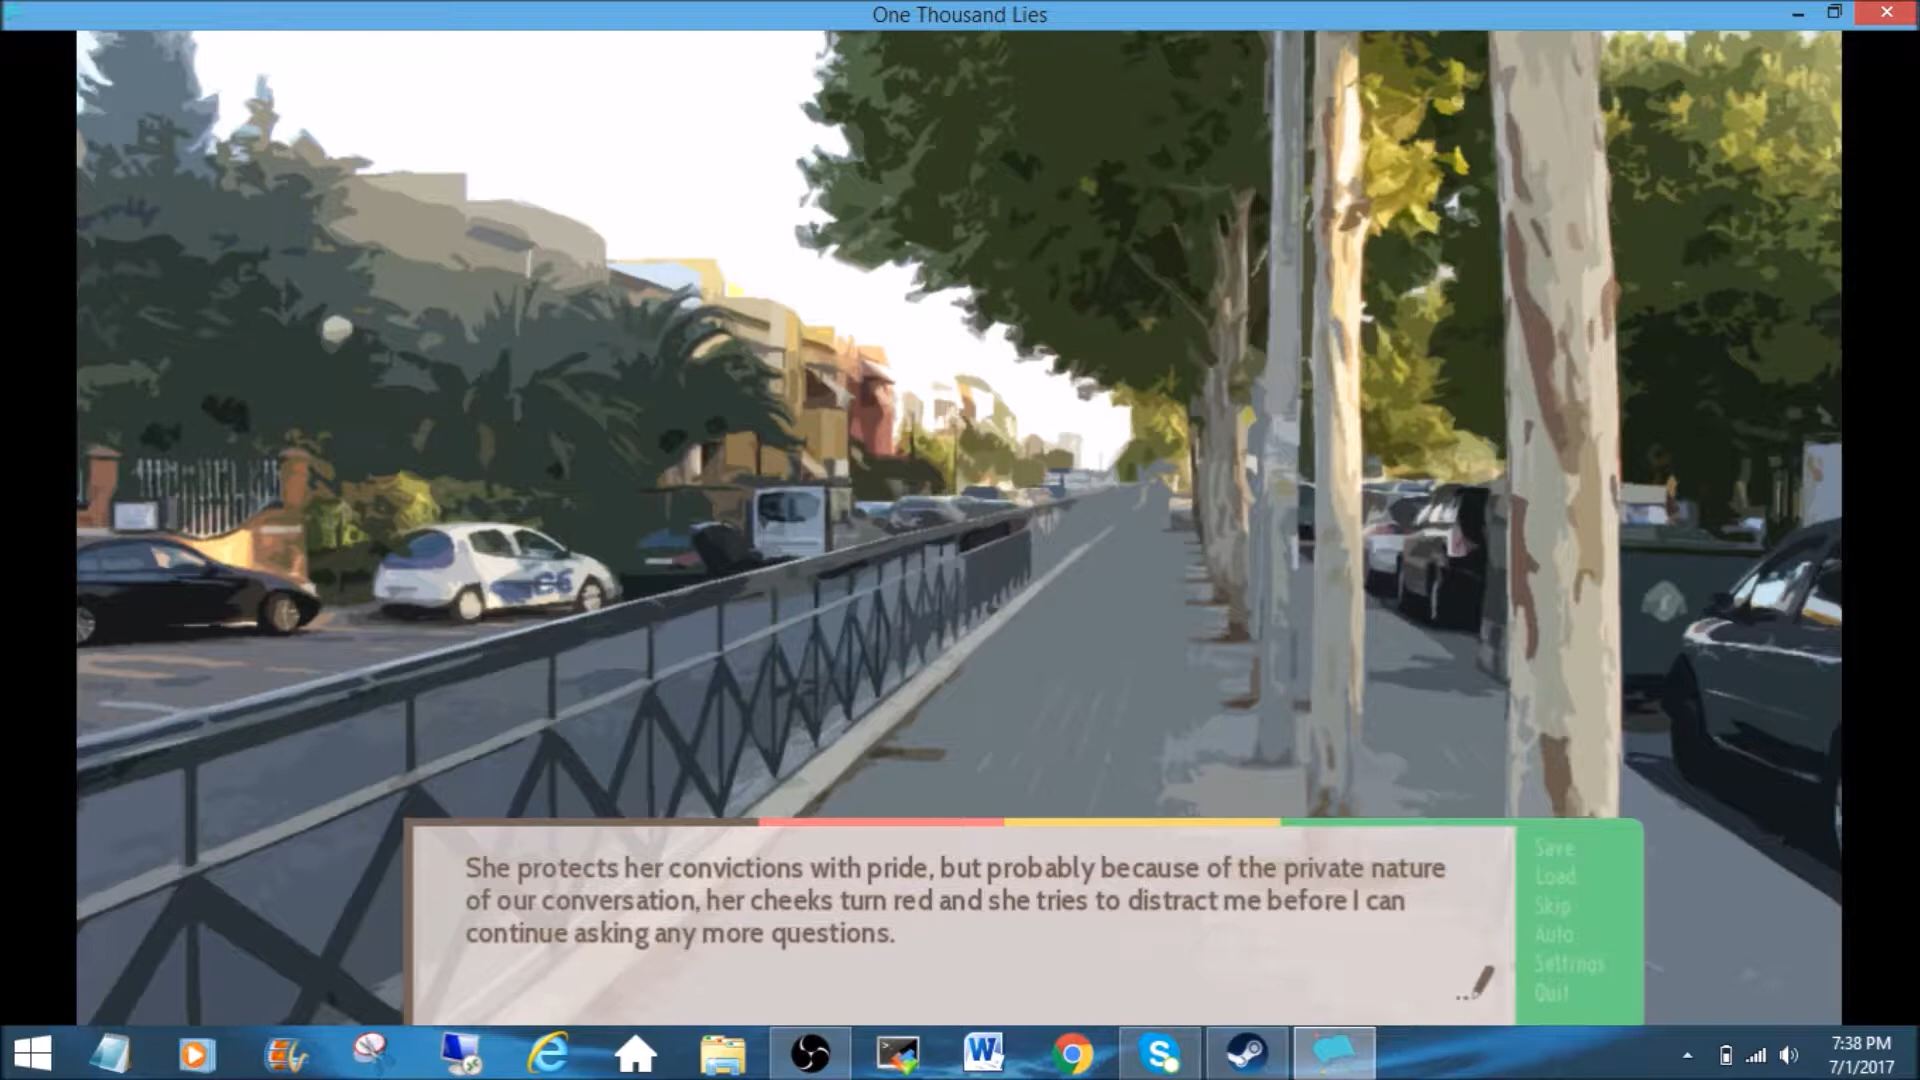 One Thousand Lies
She protects her convictions with pride, but probably because of the private nature
of our conversation, her cheeks turn red and she tries to distract me before I can
continue asking any more questions.
Save
Load
Skip
Auto
Settings
Quit
7:38 PM
7/1/2017